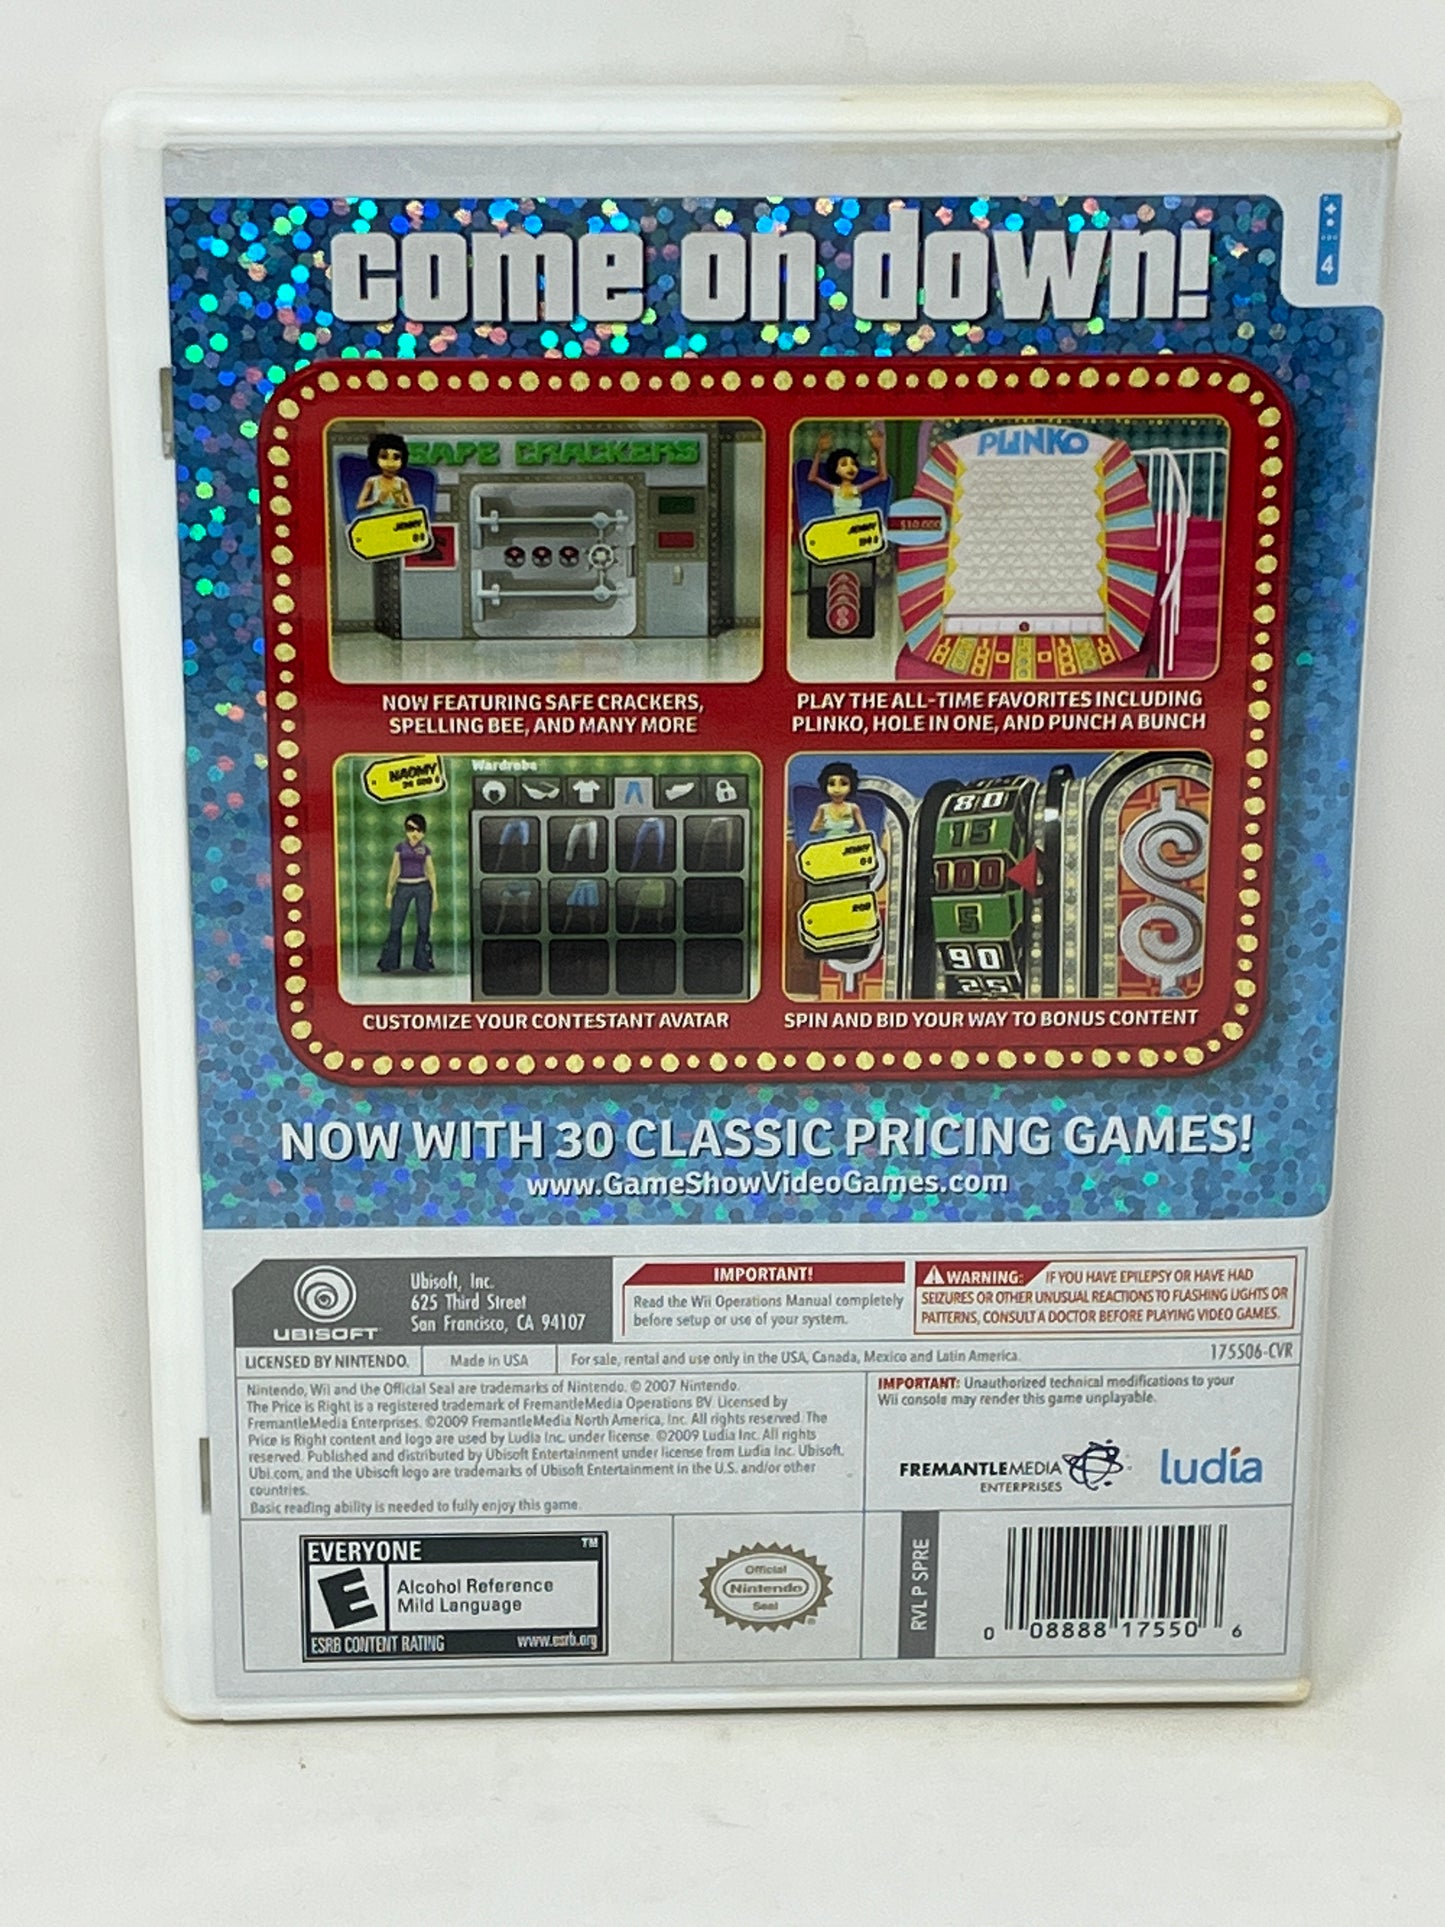 come on down!
4
SAFE CRACKERS
JENNY
PLINKO
$10,000
JENNY
NOW FEATURING SAFE CRACKERS,
SPELLING BEE, AND MANY MORE
PLAY THE ALL-TIME FAVORITES INCLUDING
PLINKO, HOLE IN ONE, AND PUNCH A BUNCH
NAOMY
Wardrobe
JENNY
ROB
80
15
100
5
90
25
CUSTOMIZE YOUR CONTESTANT AVATAR
SPIN AND BID YOUR WAY TO BONUS CONTENT
NOW WITH 30 CLASSIC PRICING GAMES!
www.GameShowVideoGames.com
UBISOFT
Ubisoft, Inc.
625 Third Street
San Francisco, CA 94107
IMPORTANT!
Read the Wii Operations Manual completely
before setup or use of your system.
WARNING: IF YOU HAVE EPILEPSY OR HAVE HAD
SEIZURES OR OTHER UNUSUAL REACTIONS TO FLASHING LIGHTS OR
PATTERNS, CONSULT A DOCTOR BEFORE PLAYING VIDEO GAMES.
LICENSED BY NINTENDO.
Made in USA
For sale, rental and use only in the USA, Canada, Mexico and Latin America.
175506-CVR
Nintendo, Wii and the Official Seal are trademarks of Nintendo. © 2007 Nintendo.
The Price is Right is a registered trademark of FremantleMedia Operations BV. Licensed by
FremantleMedia Enterprises. ©2009 FremantleMedia North America, Inc. All rights reserved. The
Price is Right content and logo are used by Ludia Inc. under license. ©2009 Ludia Inc. All rights
reserved. Published and distributed by Ubisoft Entertainment under license from Ludia Inc. Ubisoft,
Ubi.com, and the Ubisoft logo are trademarks of Ubisoft Entertainment in the U.S. and/or other
countries.
Basic reading ability is needed to fully enjoy this game.
IMPORTANT: Unauthorized technical modifications to your
Wii console may render this game unplayable.
FREMANTLEMEDIA
ENTERPRISES
ludia
EVERYONE
TM
E
Alcohol Reference
Mild Language
ESRB CONTENT RATING
www.esrb.org
Official
Nintendo
Seal
®
RVL P SPRE
0 08888 17550 6